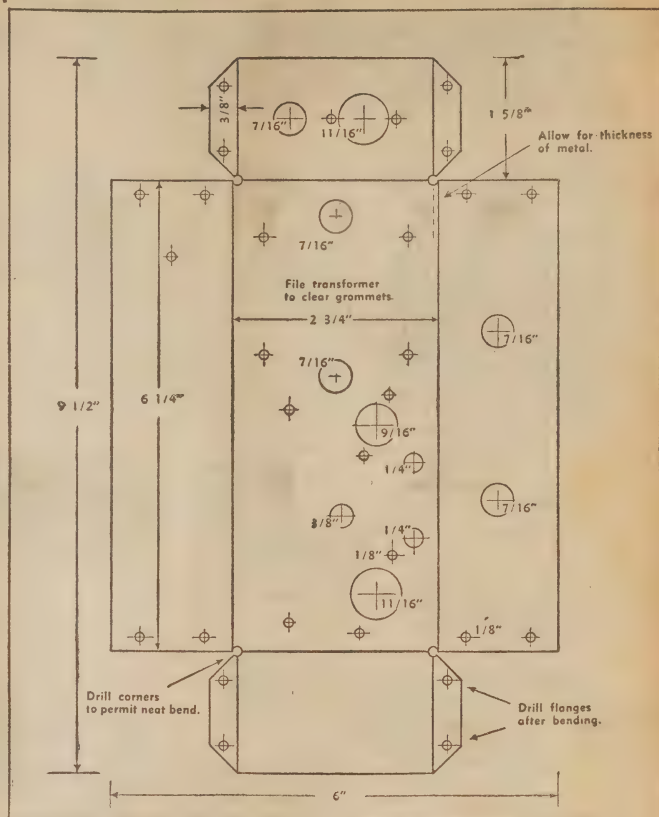 3/8"
7/16"
11/16"
1 5/8"
Allow for thickness
of metal.
7/16"
File transformer
to clear grommets.
2 3/4"
7/16"
7/16"
9 1/2"
6 1/4"
9/16"
1/4"
7/16"
3/8"
1/4"
1/8"
11/16"
1/8"
Drill corners
to permit neat bend.
Drill flanges
after bending.
6"